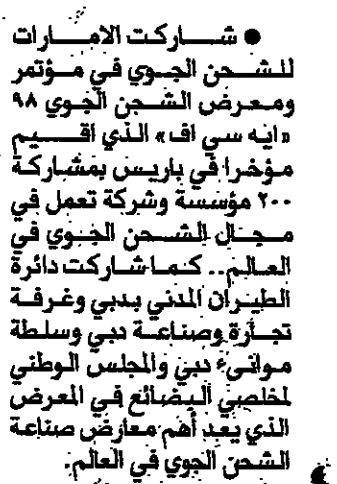 ● شاركت الامارات
للشحن الجوي في مؤتمر
ومعرض الشحن الجوي ٩٨
«ايه سي اف» الذي اقيم
مؤخرا في باريس بمشاركة
٢٠٠ مؤسسة وشركة تعمل في
مجال الشحن الجوي في
العالم.. كما شاركت دائرة
الطيران المدني بدبي وغرفة
تجارة وصناعة دبي وسلطة
موانيء دبي والمجلس الوطني
لمخلصي البضائع في المعرض
الذي يعد أهم معارض صناعة
الشحن الجوي في العالم.